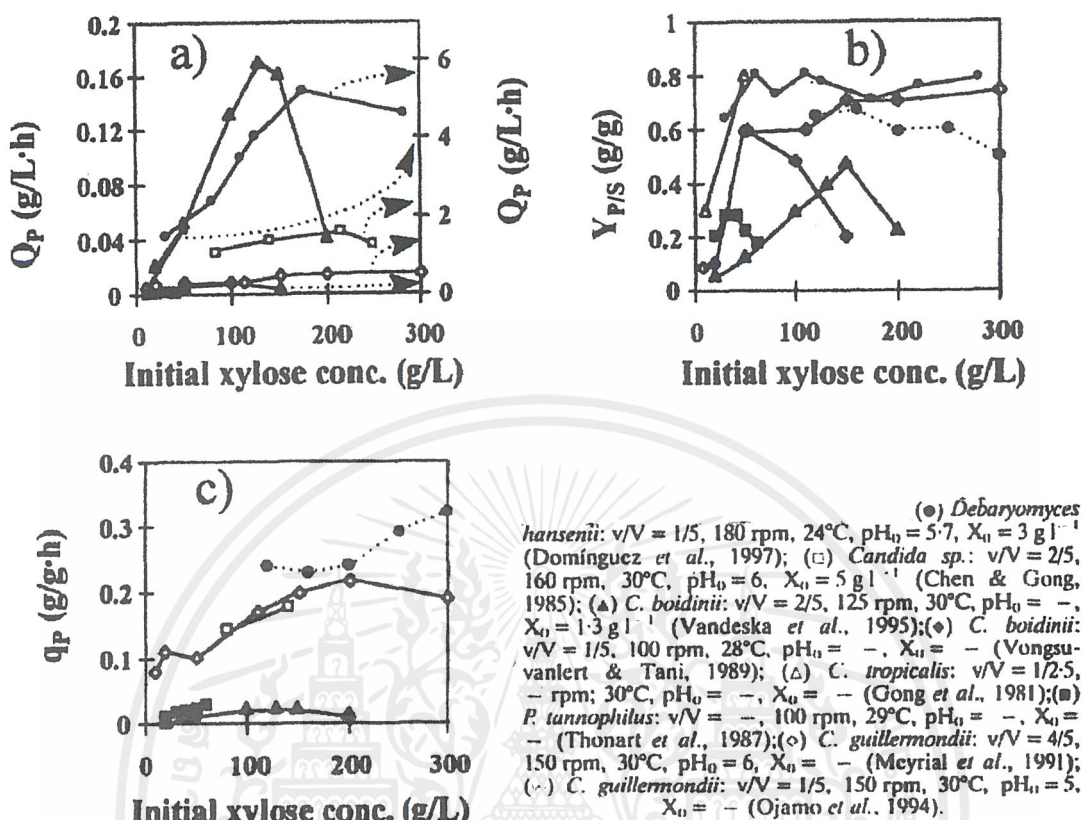 a)
0.2
0.16
0.12
0.08
0.04
0
Q_P (g/L·h)
6
4
2
0
Q_P (g/L·h)
0 100 200 300
Initial xylose conc. (g/L)
b)
1
0.8
0.6
0.4
0.2
0
Y_P/S (g/g)
0 100 200 300
Initial xylose conc. (g/L)
c)
0.4
0.3
0.2
0.1
0
q_P (g/g·h)
0 100 200 300
Initial xylose conc. (g/L)
(●) Debaryomyces
hansenii: v/V = 1/5, 180 rpm, 24°C, pH₀ = 5·7, X₀ = 3 g l⁻¹
(Domínguez et al., 1997); (□) Candida sp.: v/V = 2/5,
160 rpm, 30°C, pH₀ = 6, X₀ = 5 g l⁻¹ (Chen & Gong,
1985); (▲) C. boidinii: v/V = 2/5, 125 rpm, 30°C, pH₀ = –,
X₀ = 1·3 g l⁻¹ (Vandeska et al., 1995);(◆) C. boidinii:
v/V = 1/5, 100 rpm, 28°C, pH₀ = –, X₀ = – (Vongsu-
vanlert & Tani, 1989); (△) C. tropicalis: v/V = 1/2·5,
– rpm; 30°C, pH₀ = –, X₀ = – (Gong et al., 1981);(■)
P. tannophilus: v/V = –, 100 rpm, 29°C, pH₀ = –, X₀ =
– (Thonart et al., 1987);(◇) C. guillermondii: v/V = 4/5,
150 rpm, 30°C, pH₀ = 6, X₀ = – (Meyrial et al., 1991);
C. guillermondii: v/V = 1/5, 150 rpm, 30°C, pH₀ = 5,
X₀ = – (Ojamo et al., 1994).